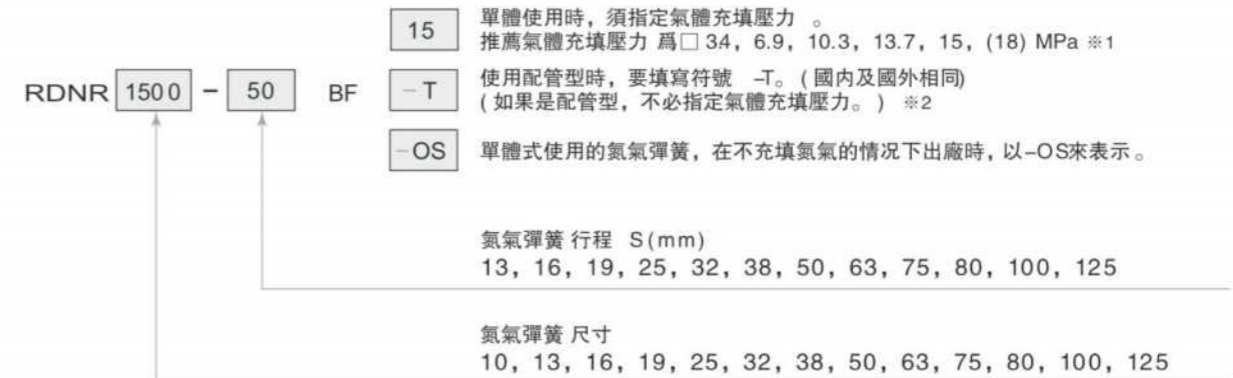 15 單體使用時，須指定氣體充填壓力 。
推薦氣體充填壓力 爲□ 34，6.9，10.3，13.7，15，(18) MPa ※1
RDNR 1500 － 50 BF －T 使用配管型時，要填寫符號 –T。( 國内及國外相同)
( 如果是配管型，不必指定氣體充填壓力。) ※2
－OS 單體式使用的氮氣彈簧，在不充填氮氣的情况下出廠時，以–OS來表示。
氮氣彈簧 行程 S(mm)
13，16，19，25，32，38，50，63，75，80，100，125
氮氣彈簧 尺寸
10，13，16，19，25，32，38，50，63，75，80，100，125